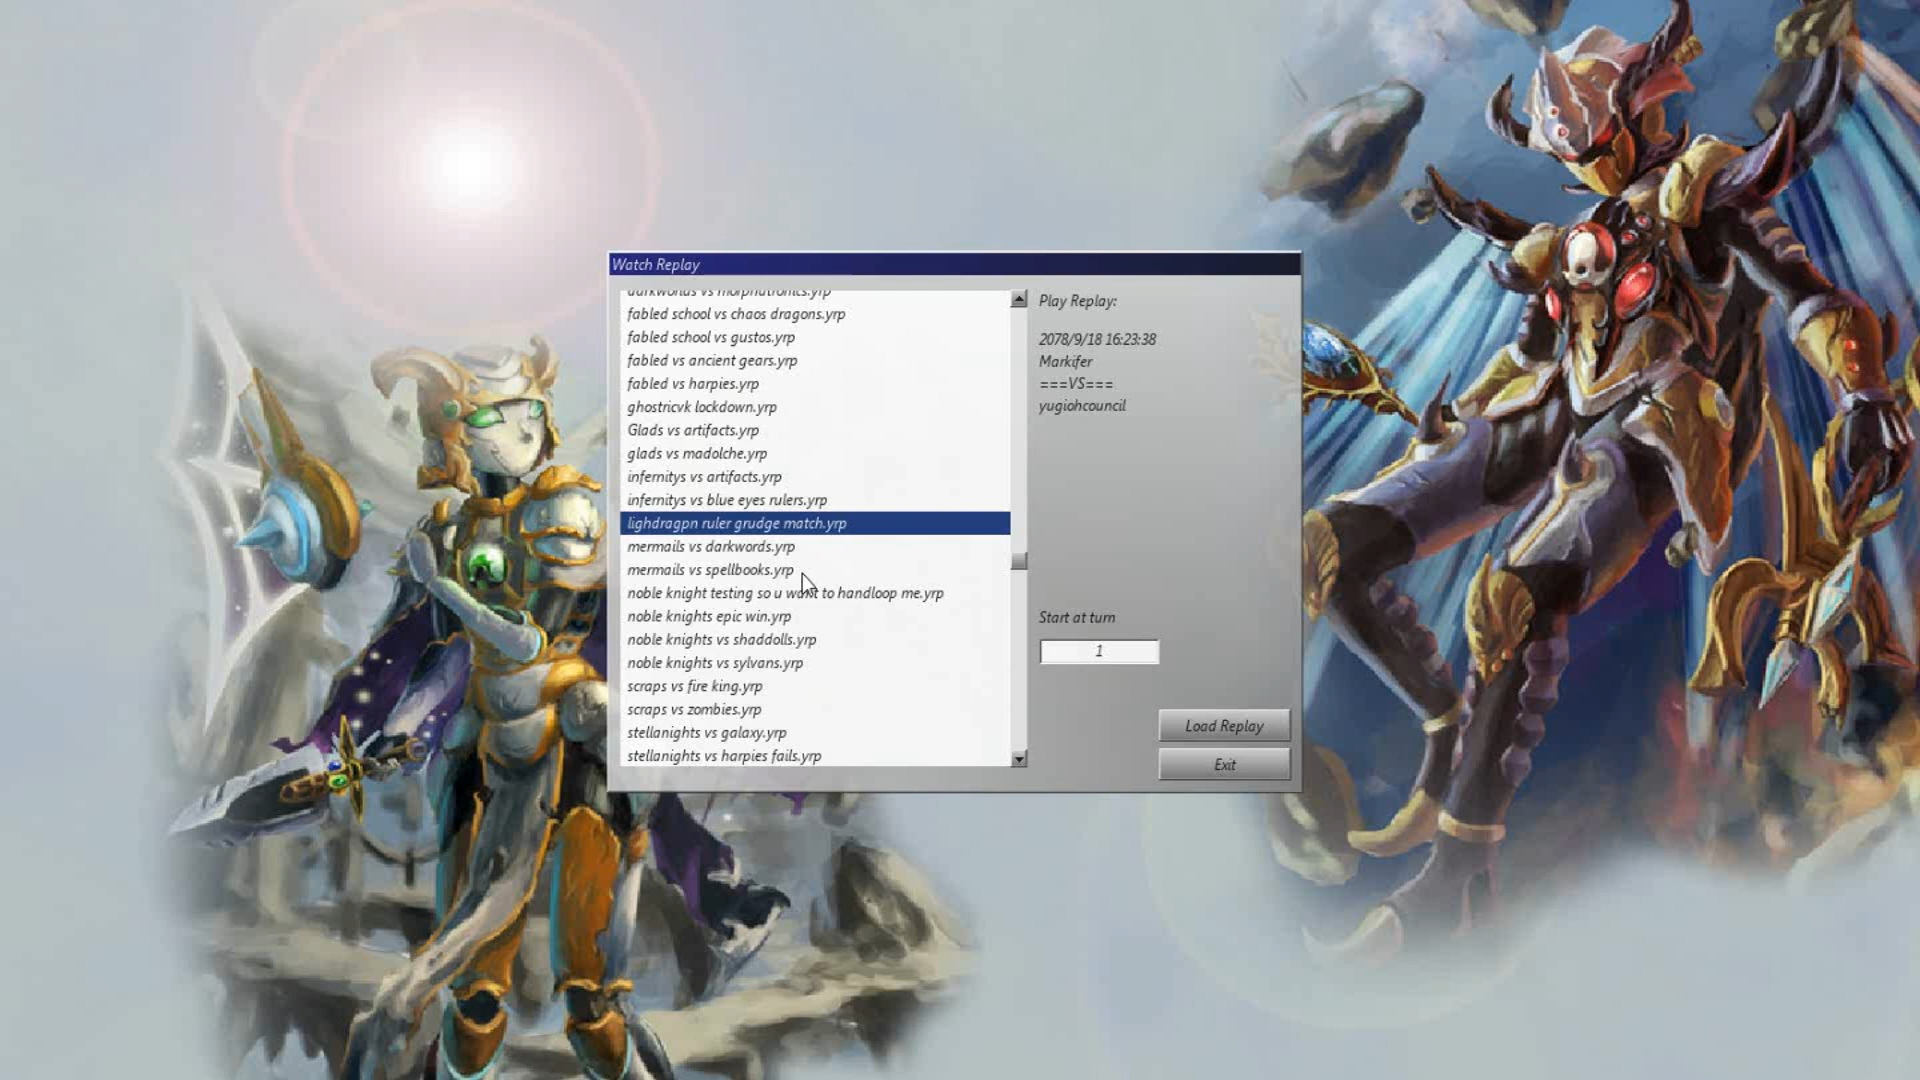 Watch Replay
darkworlds vs morphatronics.yrp
fabled school vs chaos dragons.yrp
fabled school vs gustos.yrp
fabled vs ancient gears.yrp
fabled vs harpies.yrp
ghostricvk lockdown.yrp
Glads vs artifacts.yrp
glads vs madolche.yrp
infernitys vs artifacts.yrp
infernitys vs blue eyes rulers.yrp
lighdragpn ruler grudge match.yrp
mermails vs darkwords.yrp
mermails vs spellbooks.yrp
noble knight testing so u want to handloop me.yrp
noble knights epic win.yrp
noble knights vs shaddolls.yrp
noble knights vs sylvans.yrp
scraps vs fire king.yrp
scraps vs zombies.yrp
stellanights vs galaxy.yrp
stellanights vs harpies fails.yrp
Play Replay:
2078/9/18 16:23:38
Markifer
===VS===
yugiohcouncil
Start at turn
1
Load Replay
Exit